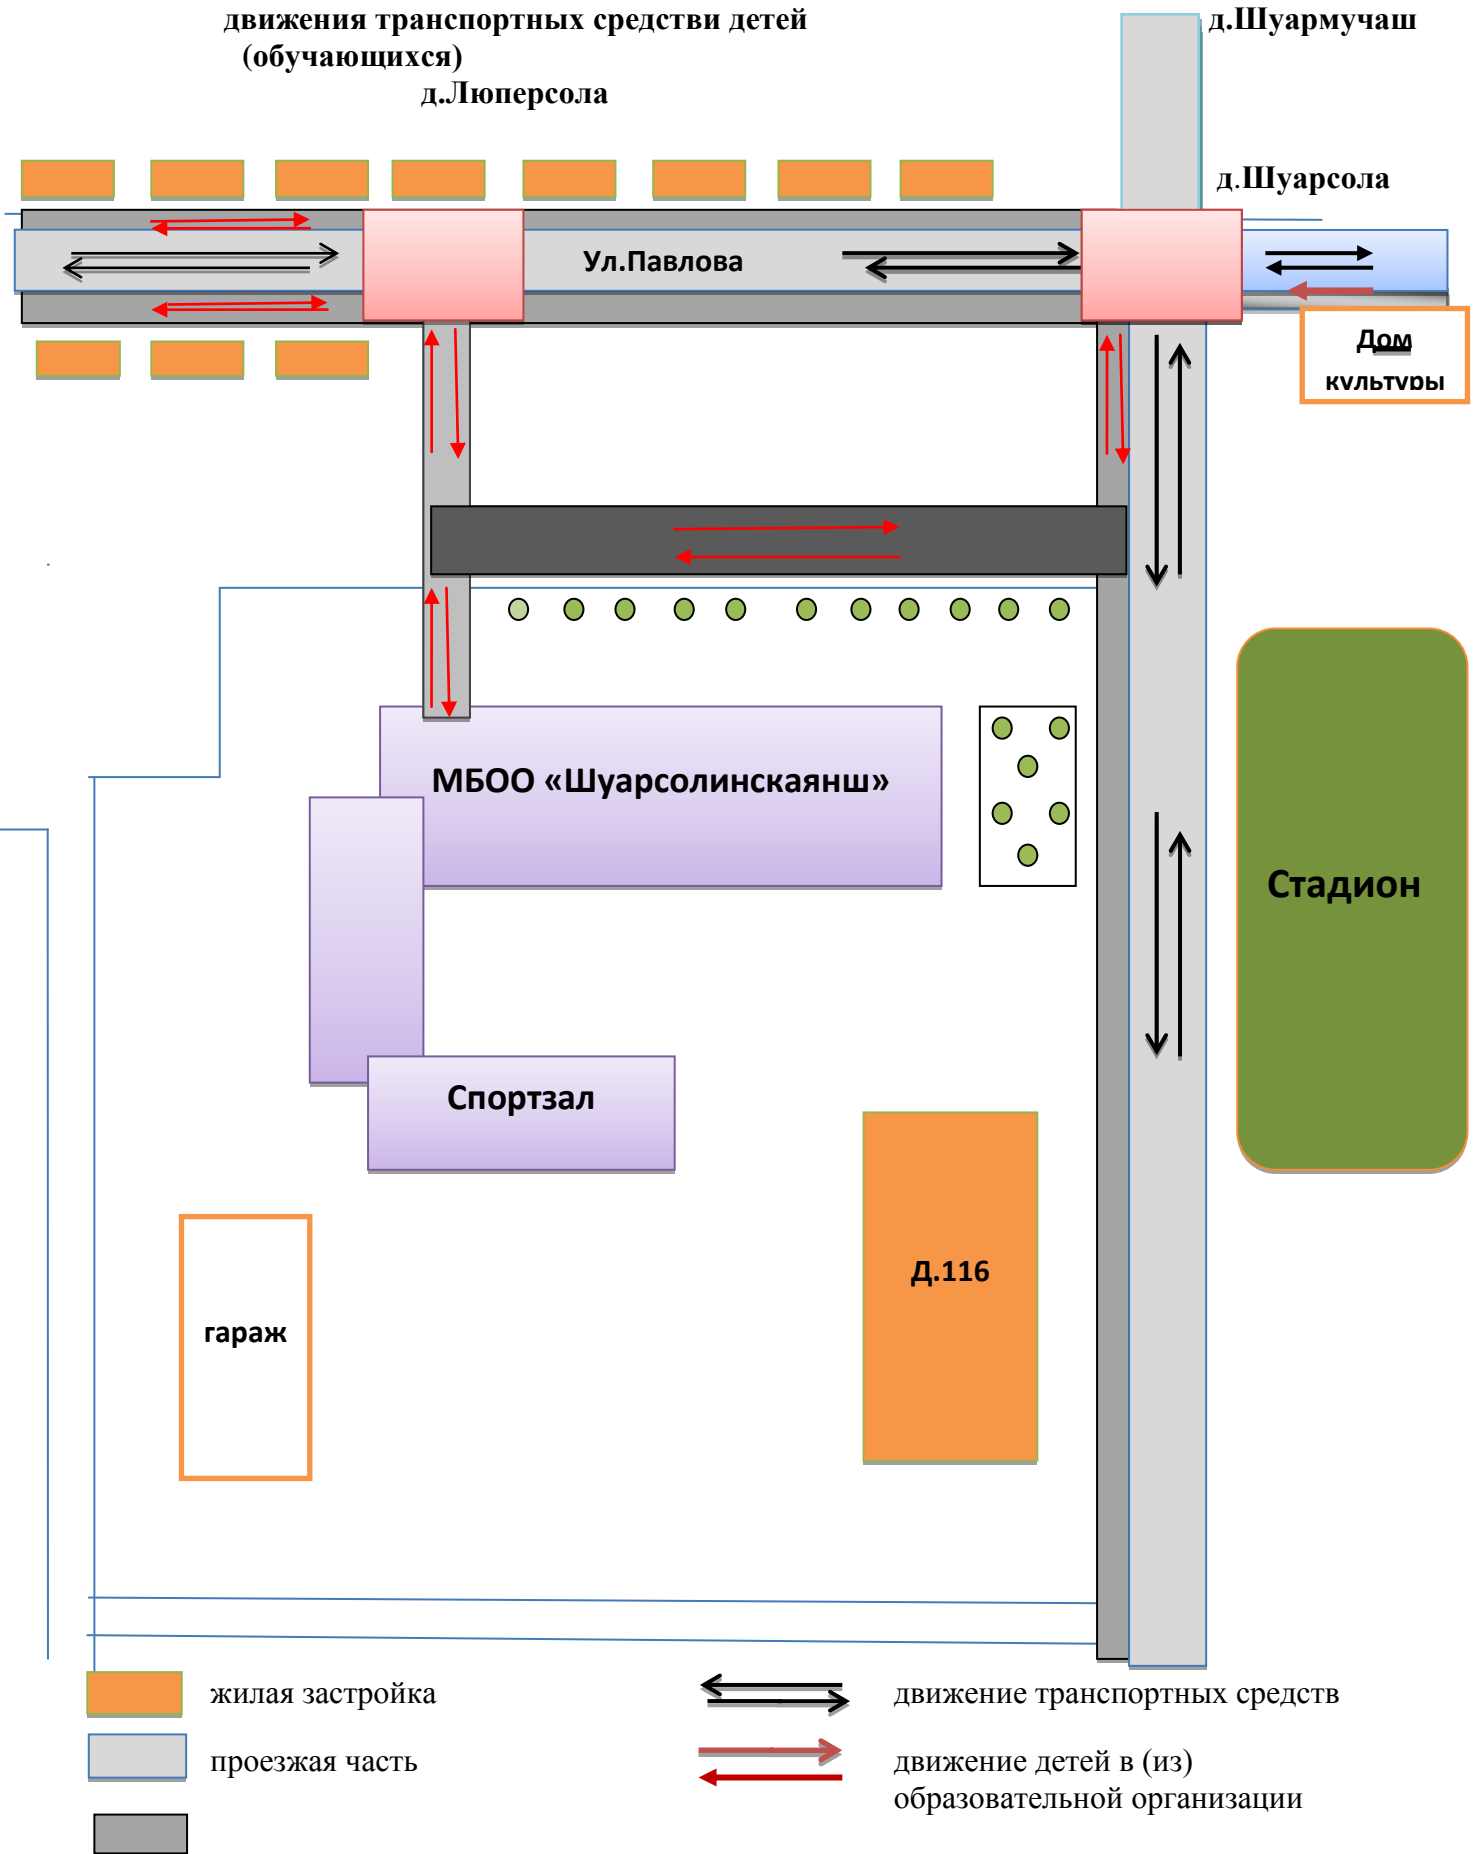 движения транспортных средстви детей
(обучающихся)
д.Люперсола
д.Шуармучаш
д.Шуарсола
Ул.Павлова
Дом
культуры
МБОО «Шуарсолинскаянш»
Стадион
Спортзал
Д.116
гараж
жилая застройка
движение транспортных средств
проезжая часть
движение детей в (из)
образовательной организации